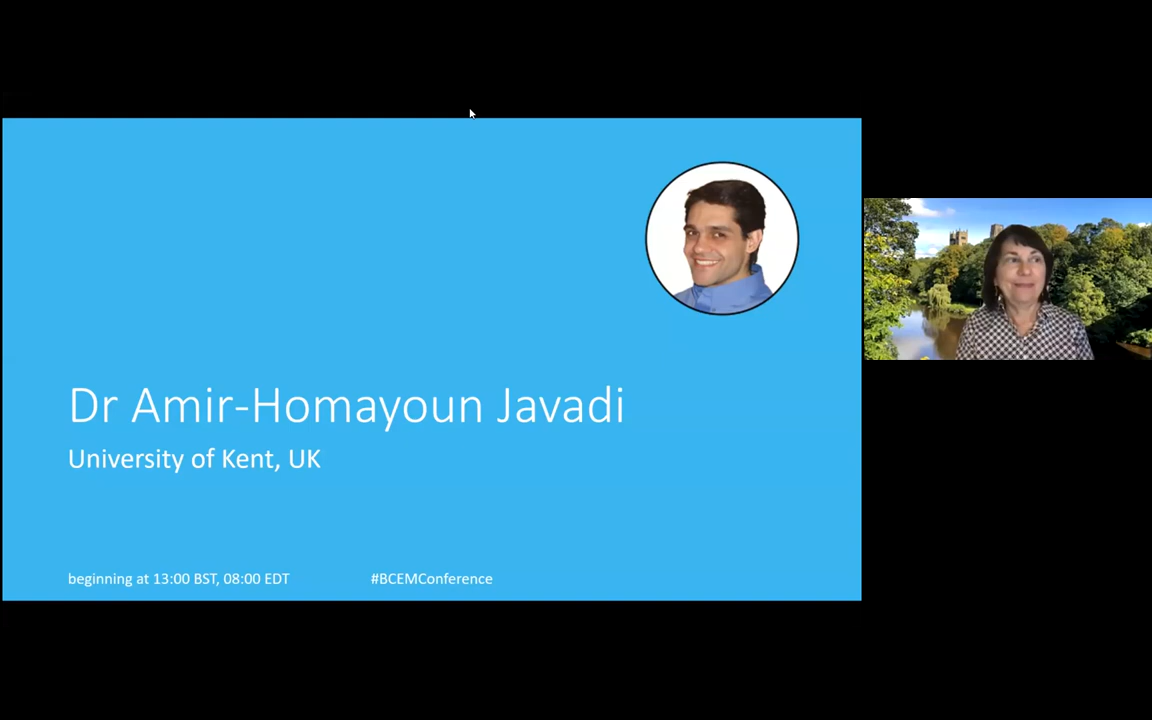 Dr Amir-Homayoun Javadi
University of Kent, UK
beginning at 13:00 BST, 08:00 EDT #BCEMConference